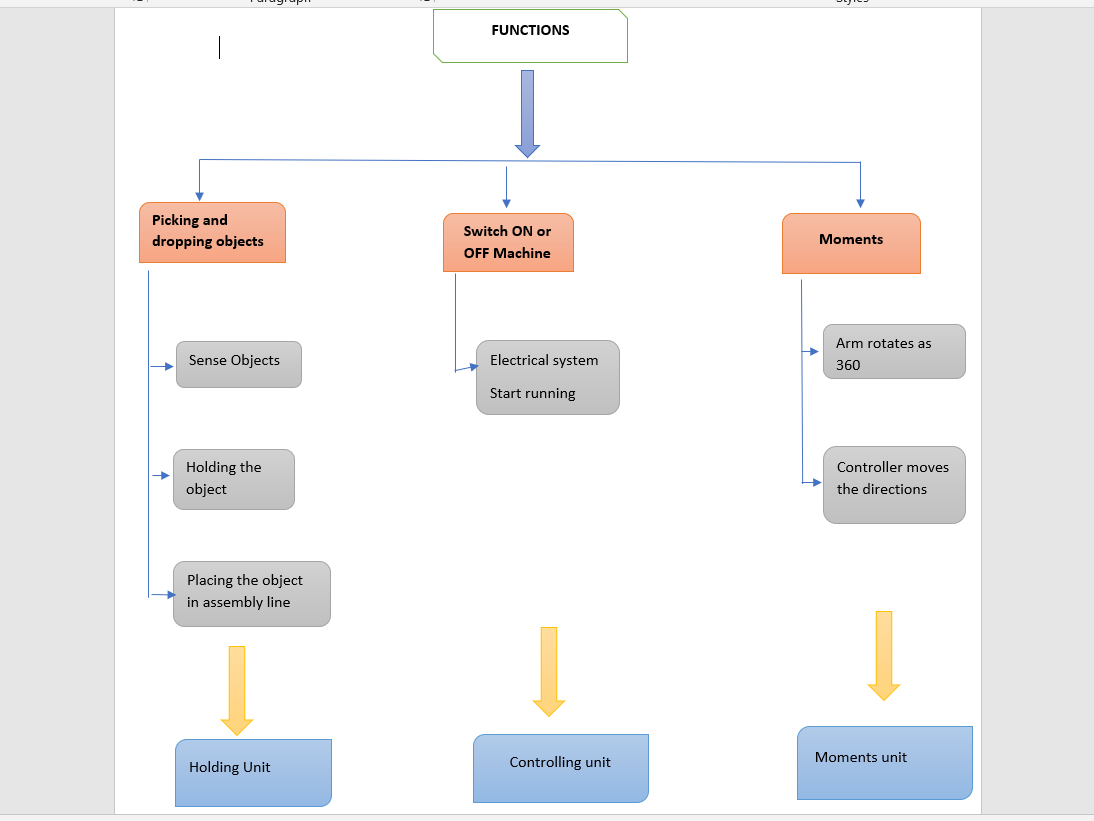 Paragraph
Styles
FUNCTIONS
Picking and
dropping objects
Switch ON or
OFF Machine
Moments
Sense Objects
Electrical system
Start running
Arm rotates as
360
Holding the
object
Controller moves
the directions
Placing the object
in assembly line
Holding Unit
Controlling unit
Moments unit